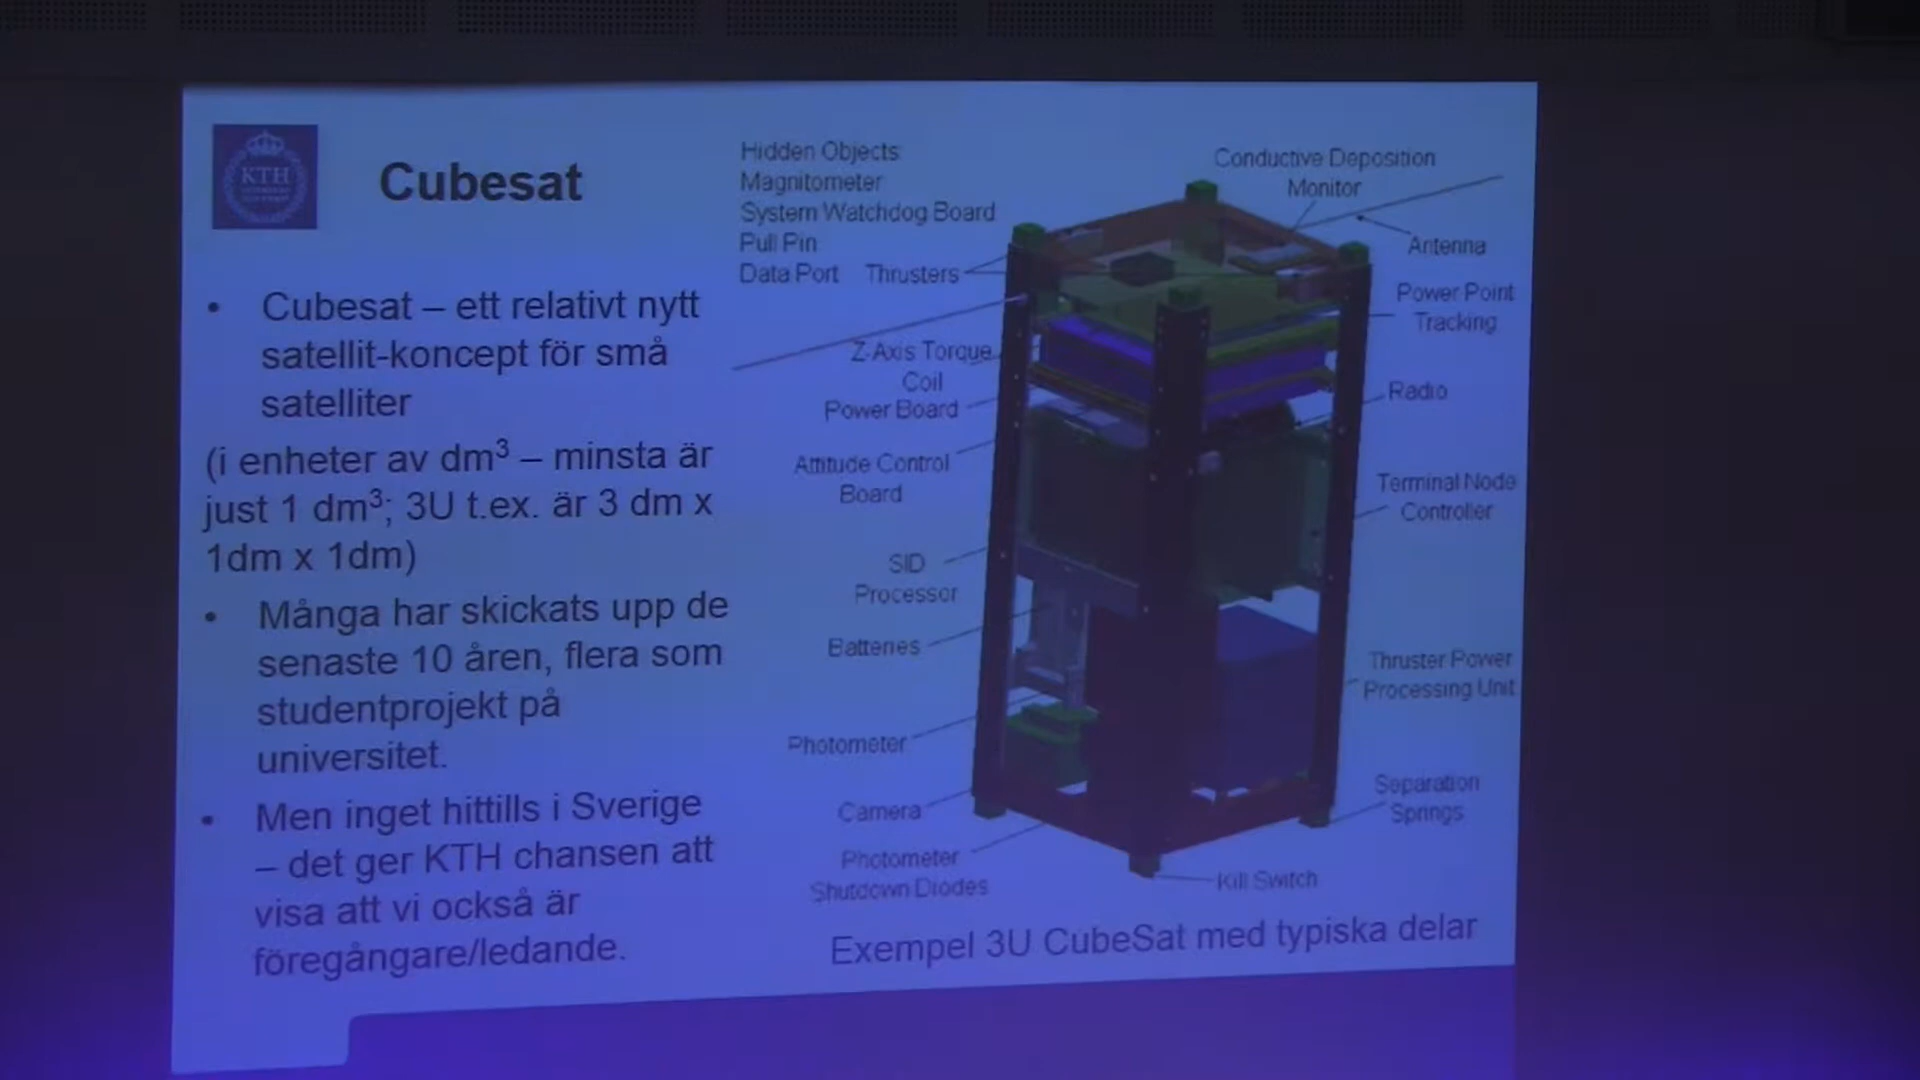 KTH
Cubesat
• Cubesat – ett relativt nytt
satellit-koncept för små
satelliter
(i enheter av dm³ – minsta är
just 1 dm³; 3U t.ex. är 3 dm x
1dm x 1dm)
• Många har skickats upp de
senaste 10 åren, flera som
studentprojekt på
universitet.
• Men inget hittills i Sverige
– det ger KTH chansen att
visa att vi också är
föregångare/ledande.
Hidden Objects
Magnitometer
System Watchdog Board
Pull Pin
Data Port
Thrusters
Z-Axis Torque
Coil
Power Board
Attitude Control
Board
SID
Processor
Batteries
Photometer
Camera
Photometer
Shutdown Diodes
Conductive Deposition
Monitor
Antenna
Power Point
Tracking
Radio
Terminal Node
Controller
Thruster Power
Processing Unit
Separation
Springs
Kill Switch
Exempel 3U CubeSat med typiska delar